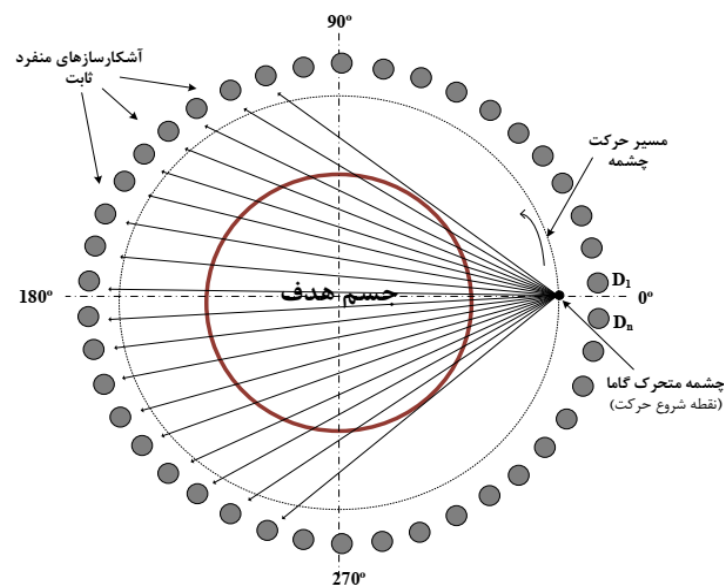 90º
آشکارسازهای منفرد
ثابت
مسیر حرکت
چشمه
180º
جسم هدف
D1
0º
Dn
چشمه متحرک گاما
(نقطه شروع حرکت)
270º